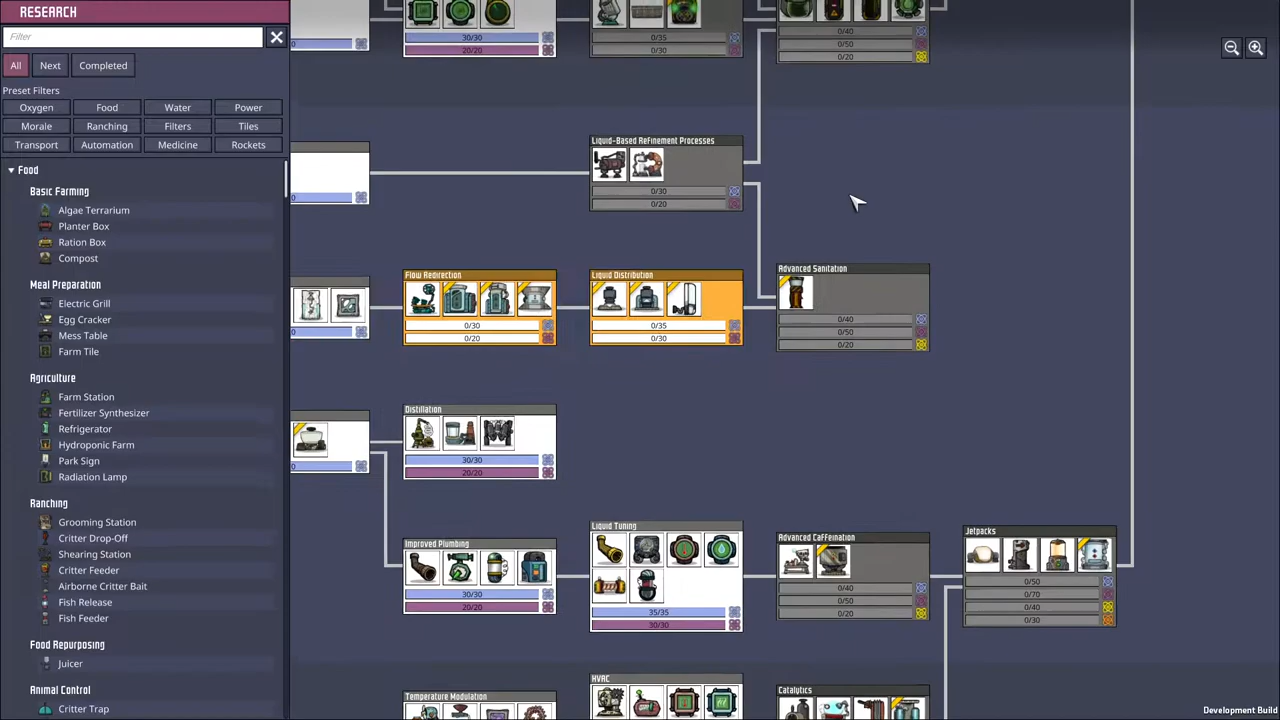 RESEARCH
Filter
All
Next
Completed
Preset Filters
Oxygen
Food
Water
Power
Morale
Ranching
Filters
Tiles
Transport
Automation
Medicine
Rockets
Food
Basic Farming
Algae Terrarium
Planter Box
Ration Box
Compost
Meal Preparation
Electric Grill
Egg Cracker
Mess Table
Farm Tile
Agriculture
Farm Station
Fertilizer Synthesizer
Refrigerator
Hydroponic Farm
Park Sign
Radiation Lamp
Ranching
Grooming Station
Critter Drop-Off
Shearing Station
Critter Feeder
Airborne Critter Bait
Fish Release
Fish Feeder
Food Repurposing
Juicer
Animal Control
Critter Trap
0
30/30
20/20
0/35
0/30
0/40
0/50
0/20
0
Liquid-Based Refinement Processes
0/30
0/20
Flow Redirection
0/30
0/20
Liquid Distribution
0/35
0/30
Advanced Sanitation
0/40
0/50
0/20
0
Distillation
30/30
20/20
Improved Plumbing
30/30
20/20
Liquid Tuning
35/35
30/30
Advanced Caffeination
0/40
0/50
0/20
Jetpacks
0/50
0/70
0/40
0/30
Temperature Modulation
HVAC
Catalytics
Development Build